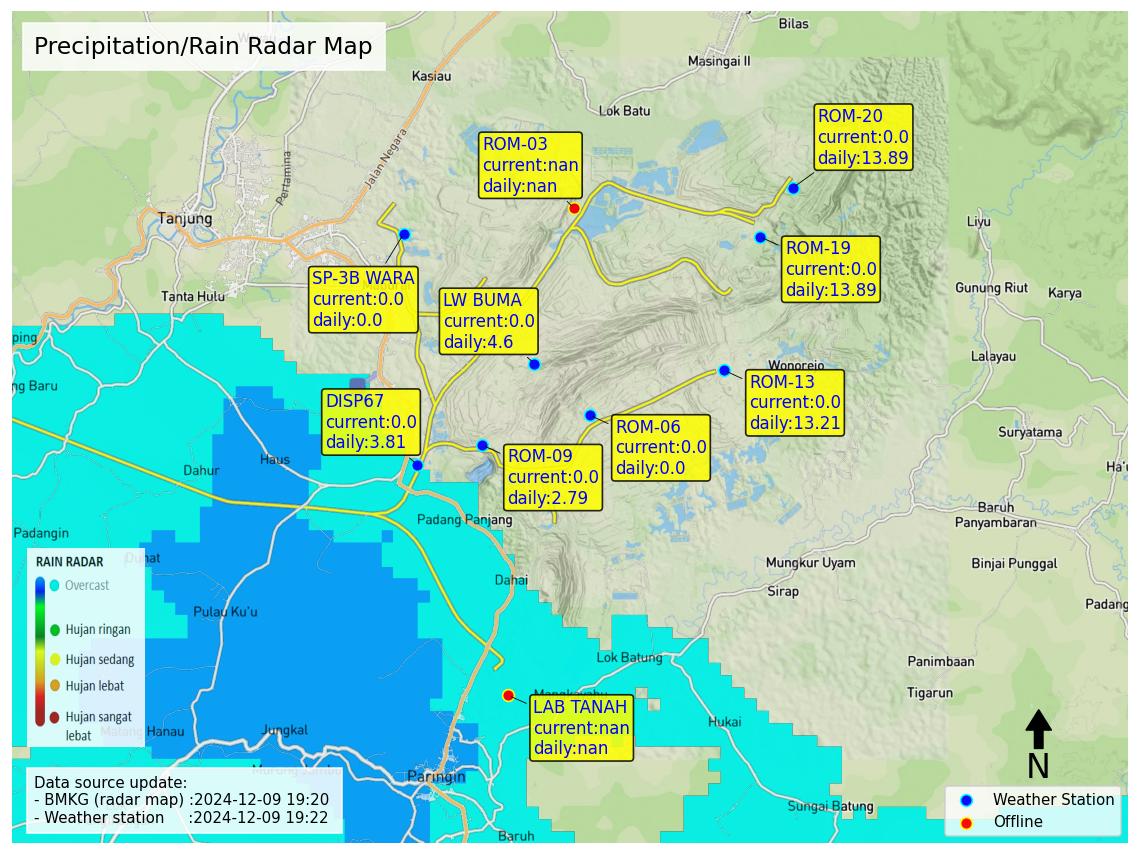 Precipitation/Rain Radar Map
Bilas
Masingai II
Kasiau
Lok Batu
Jalan Negara
Pertamina
Tanjung
Tanta Hulu
ROM-03
current:nan
daily:nan
ROM-20
current:0.0
daily:13.89
ROM-19
current:0.0
daily:13.89
SP-3B WARA
current:0.0
daily:0.0
LW BUMA
current:0.0
daily:4.6
Liyu
Gunung Riut
Karya
Lalayau
Wonorejo
ROM-13
current:0.0
daily:13.21
DISP67
current:0.0
daily:3.81
ROM-06
current:0.0
daily:0.0
ROM-09
current:0.0
daily:2.79
ping
ng Baru
Dahur
Haus
Suryatama
Ha'u
Baruh
Panyambaran
Padang Panjang
Padangin
Binjai Punggal
Mungkur Uyam
Sirap
Dahai
Padang
Pulau Ku'u
RAIN RADAR
Overcast
Hujan ringan
Hujan sedang
Hujan lebat
Hujan sangat
lebat
Lok Batung
Panimbaan
Tigarun
LAB TANAH
current:nan
daily:nan
Hukai
Manau
Jungkal
Paringin
Sungai Batung
Baruh
N
Data source update:
- BMKG (radar map) :2024-12-09 19:20
- Weather station :2024-12-09 19:22
Weather Station
Offline